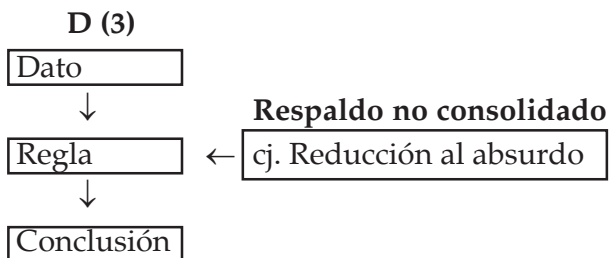 D (3)
Dato
↓
Respaldo no consolidado
Regla ← cj. Reducción al absurdo
↓
Conclusión